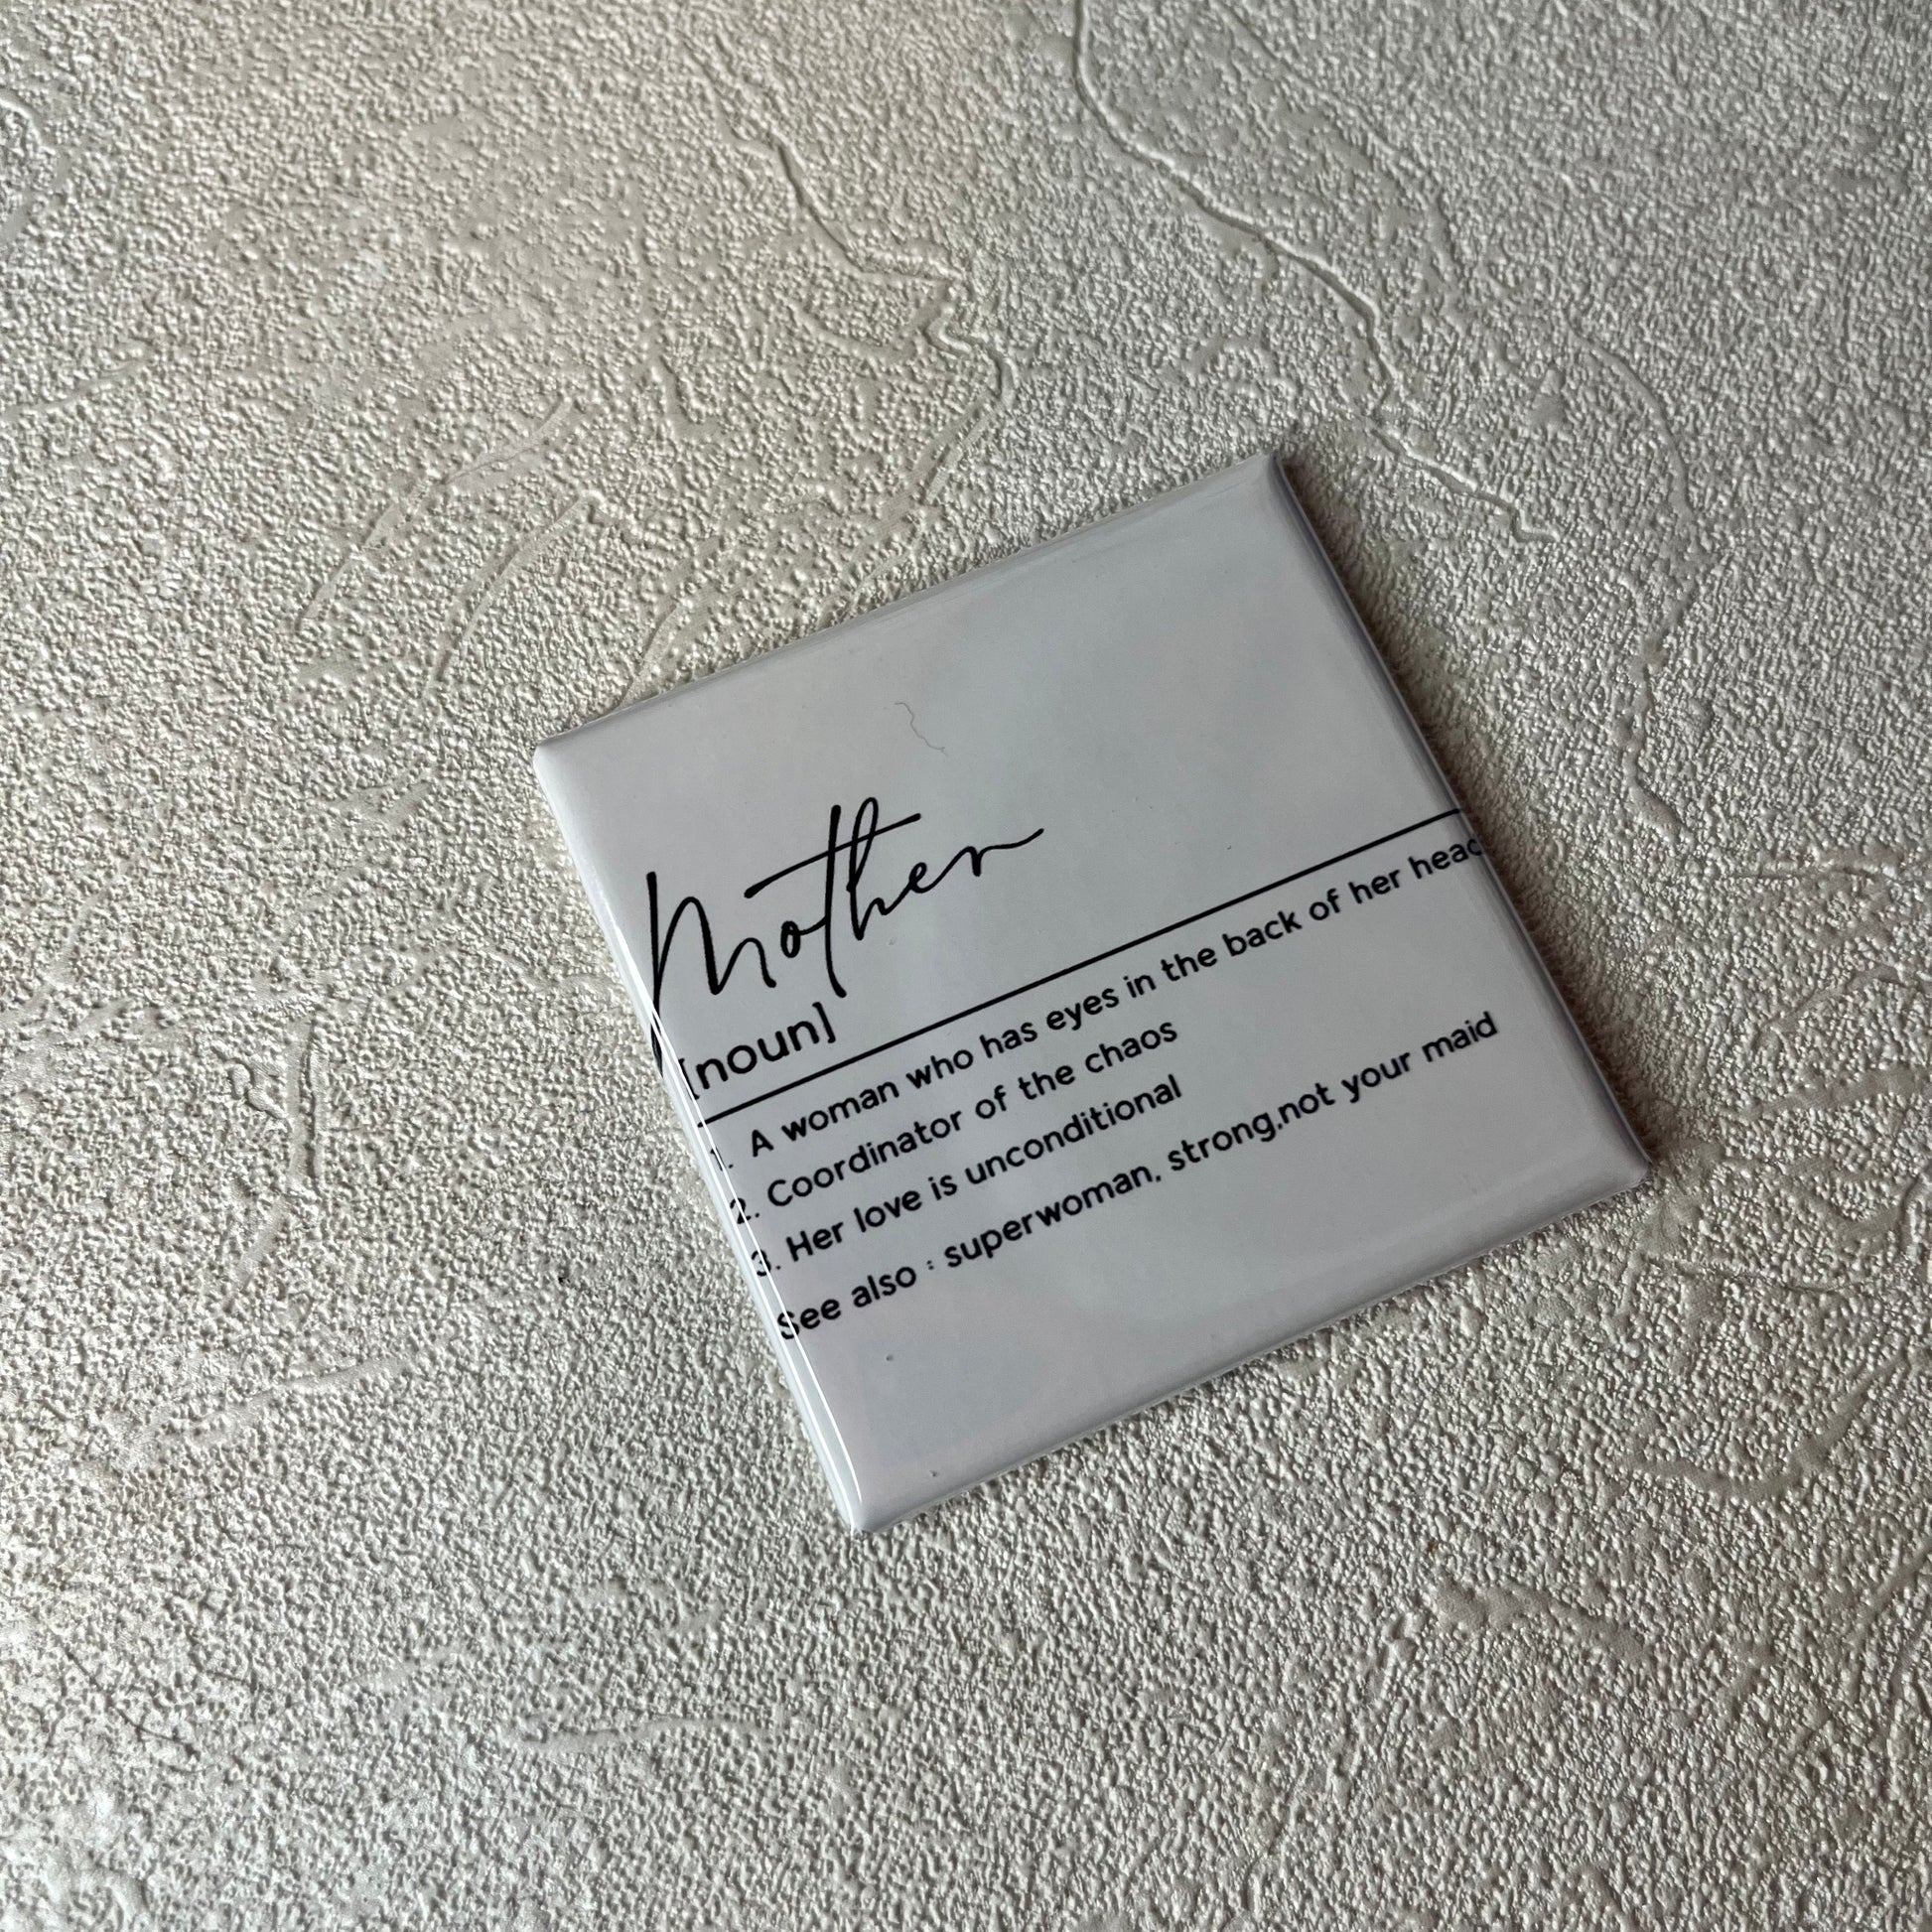 Mother
[noun]
1. A woman who has eyes in the back of her head
2. Coordinator of the chaos
3. Her love is unconditional
See also : superwoman, strong,not your maid